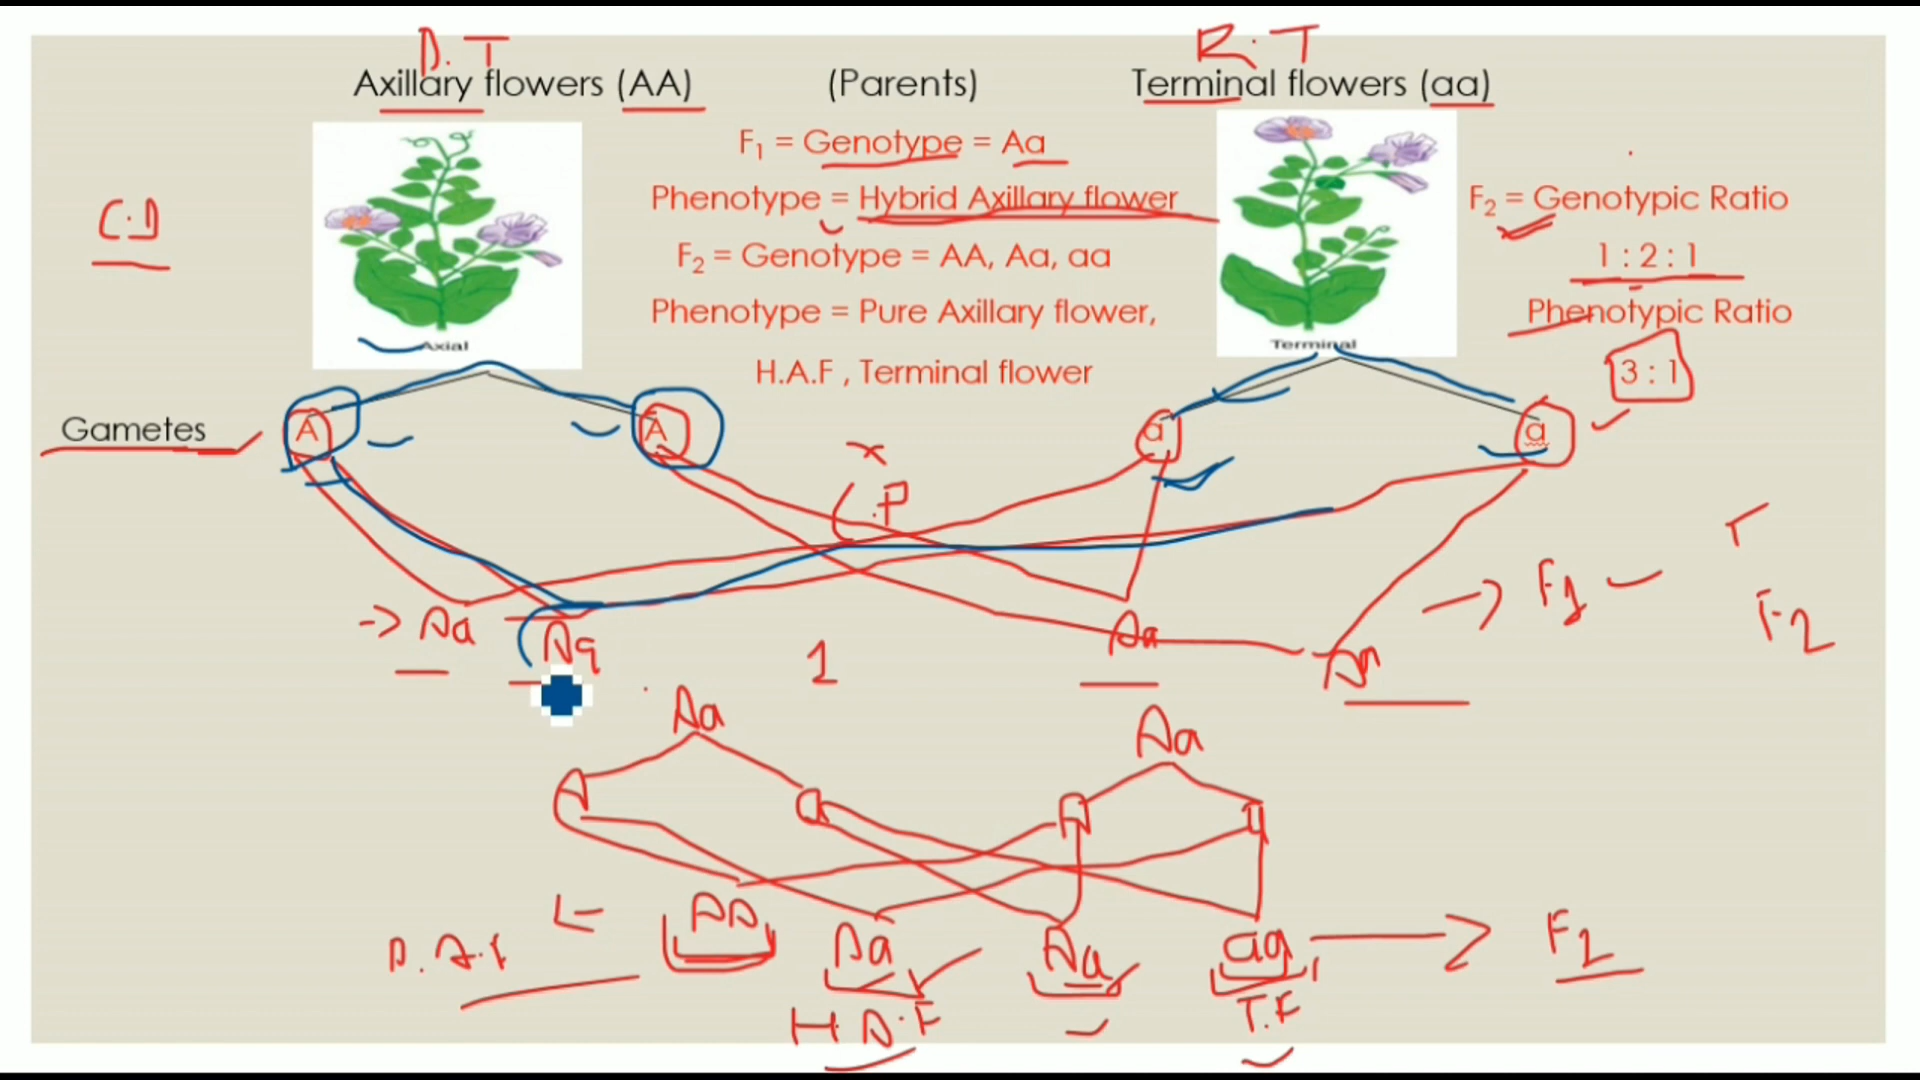 D.T
R.T
Axillary flowers (AA)
(Parents)
Terminal flowers (aa)
F₁ = Genotype = Aa
Phenotype = Hybrid Axillary flower
F₂ = Genotypic Ratio
C.D
F₂ = Genotype = AA, Aa, aa
1 : 2 : 1
Phenotype = Pure Axillary flower,
Phenotypic Ratio
Axial
Terminal
H.A.F , Terminal flower
3 : 1
Gametes
A
A
a
a
x
C.P
F1
F2
Aa
Aa
1
Aa
Aa
Aa
Aa
A
a
A
a
AA
Aa
Aa
aa
F2
H.A.F
T.F